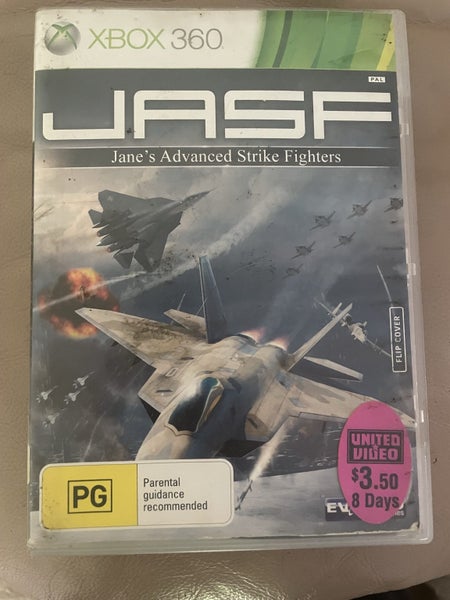 XBOX 360
PAL
JASF
Jane's Advanced Strike Fighters
FLIP COVER
UNITED
VIDEO
$3.50
8 Days
PG
Parental
guidance
recommended